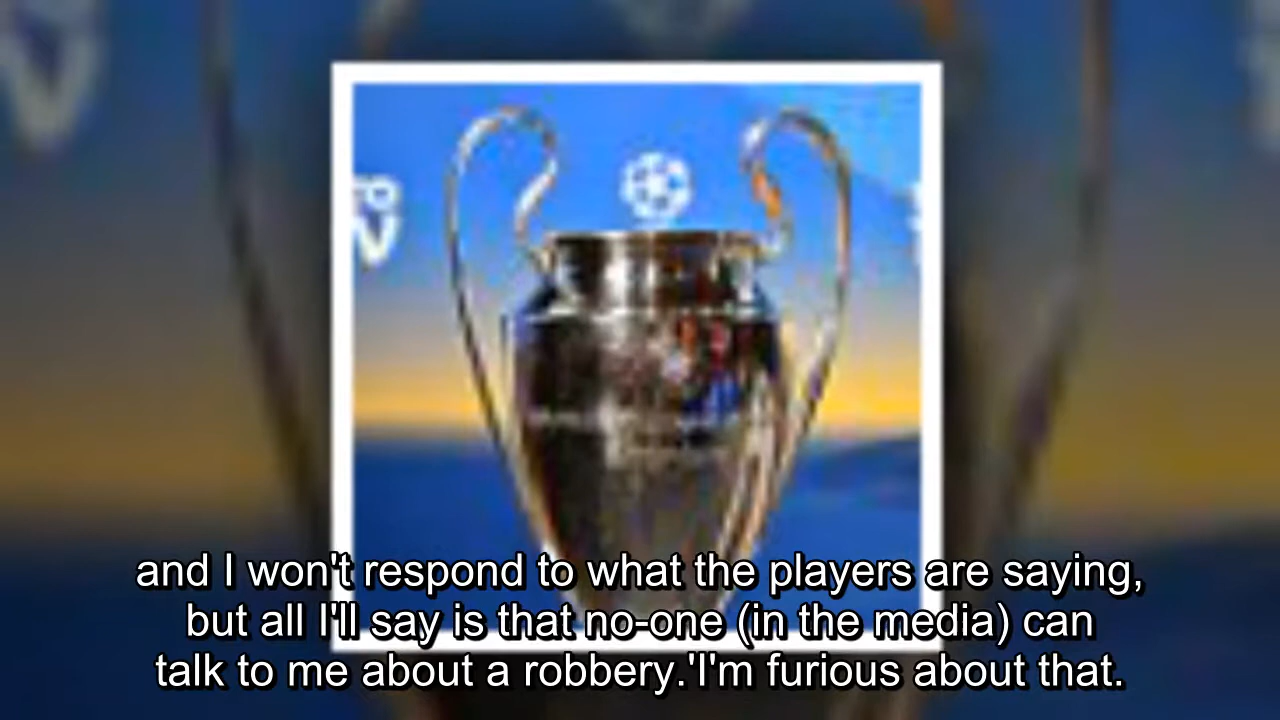 TO
V
and I won't respond to what the players are saying,
but all I'll say is that no-one (in the media) can
talk to me about a robbery.'I'm furious about that.